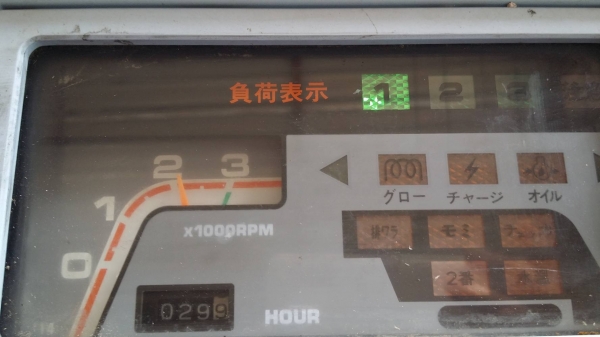 負荷表示 1 2 3
2 3
1
グロー チャージ オイル
x1000RPM
モミ
0
2番
0299 HOUR